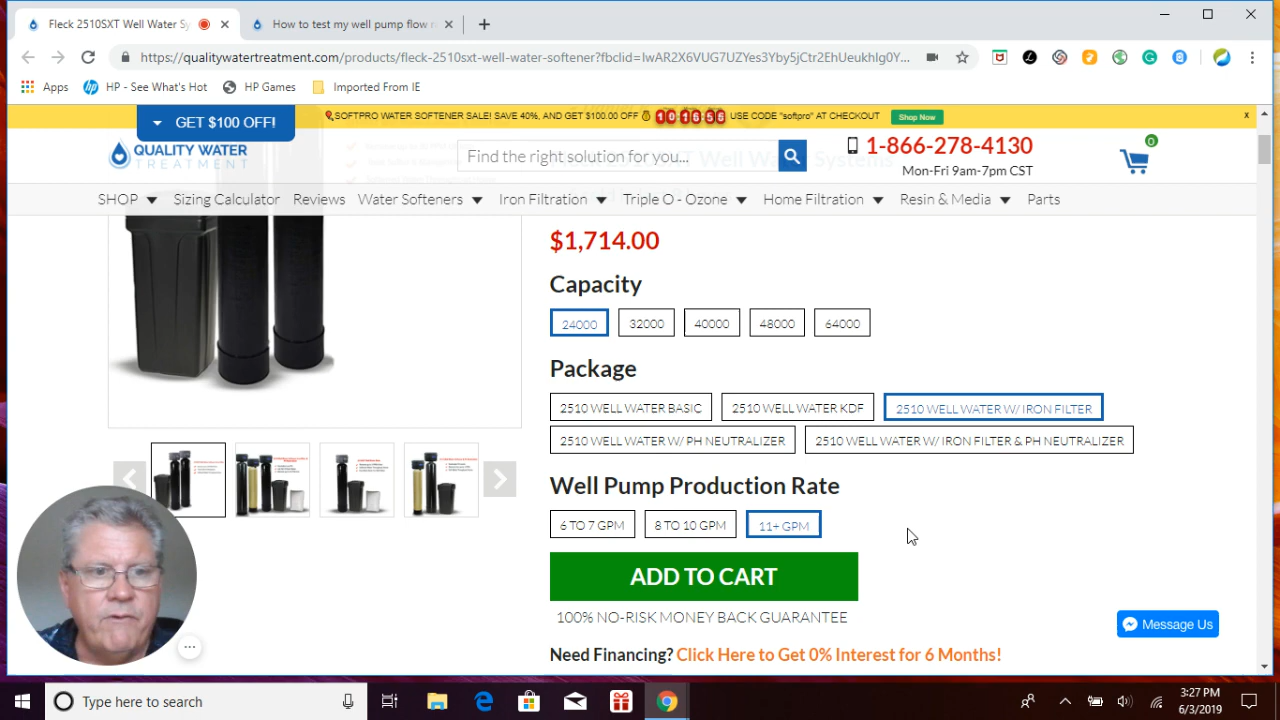 Fleck 2510SXT Well Water Sy
How to test my well pump flow r
https://qualitywatertreatment.com/products/fleck-2510sxt-well-water-softener?fbclid=IwAR2X6VUG7UZYes3Yby5jCtr2EhUeukhIg0Y...
Apps
HP - See What's Hot
HP Games
Imported From IE
GET $100 OFF!
SOFTPRO WATER SOFTENER SALE! SAVE 40%, AND GET $100.00 OFF
10:16:56
USE CODE "softpro" AT CHECKOUT
Shop Now
x
QUALITY WATER
TREATMENT
Find the right solution for you...
Well Water Systems
1-866-278-4130
Mon-Fri 9am-7pm CST
0
SHOP
Sizing Calculator
Reviews
Water Softeners
Iron Filtration
Triple O - Ozone
Home Filtration
Resin & Media
Parts
$1,714.00
Capacity
24000
32000
40000
48000
64000
Package
2510 WELL WATER BASIC
2510 WELL WATER KDF
2510 WELL WATER W/ IRON FILTER
2510 WELL WATER W/ PH NEUTRALIZER
2510 WELL WATER W/ IRON FILTER & PH NEUTRALIZER
Well Pump Production Rate
6 TO 7 GPM
8 TO 10 GPM
11+ GPM
ADD TO CART
100% NO-RISK MONEY BACK GUARANTEE
Message Us
Need Financing? Click Here to Get 0% Interest for 6 Months!
Type here to search
3:27 PM
6/3/2019